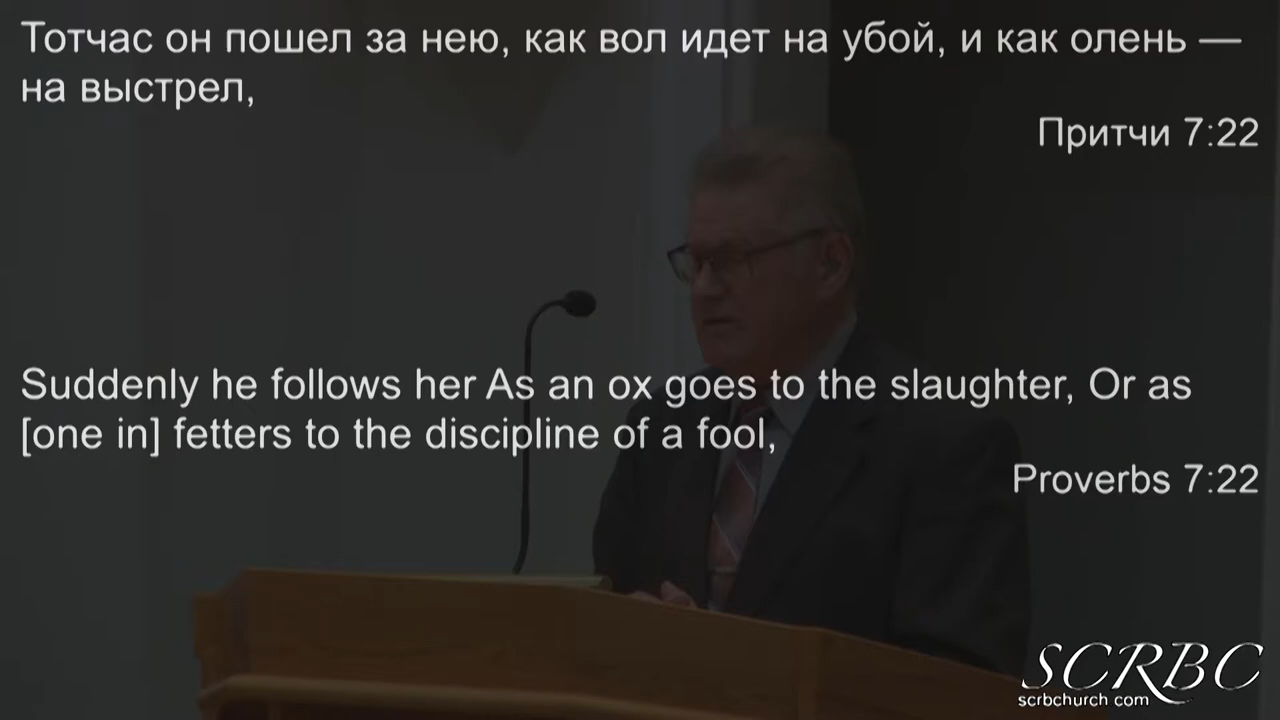 Тотчас он пошел за нею, как вол идет на убой, и как олень —
на выстрел,
Притчи 7:22
Suddenly he follows her As an ox goes to the slaughter, Or as
[one in] fetters to the discipline of a fool,
Proverbs 7:22
SCRBC
scrbchurch com